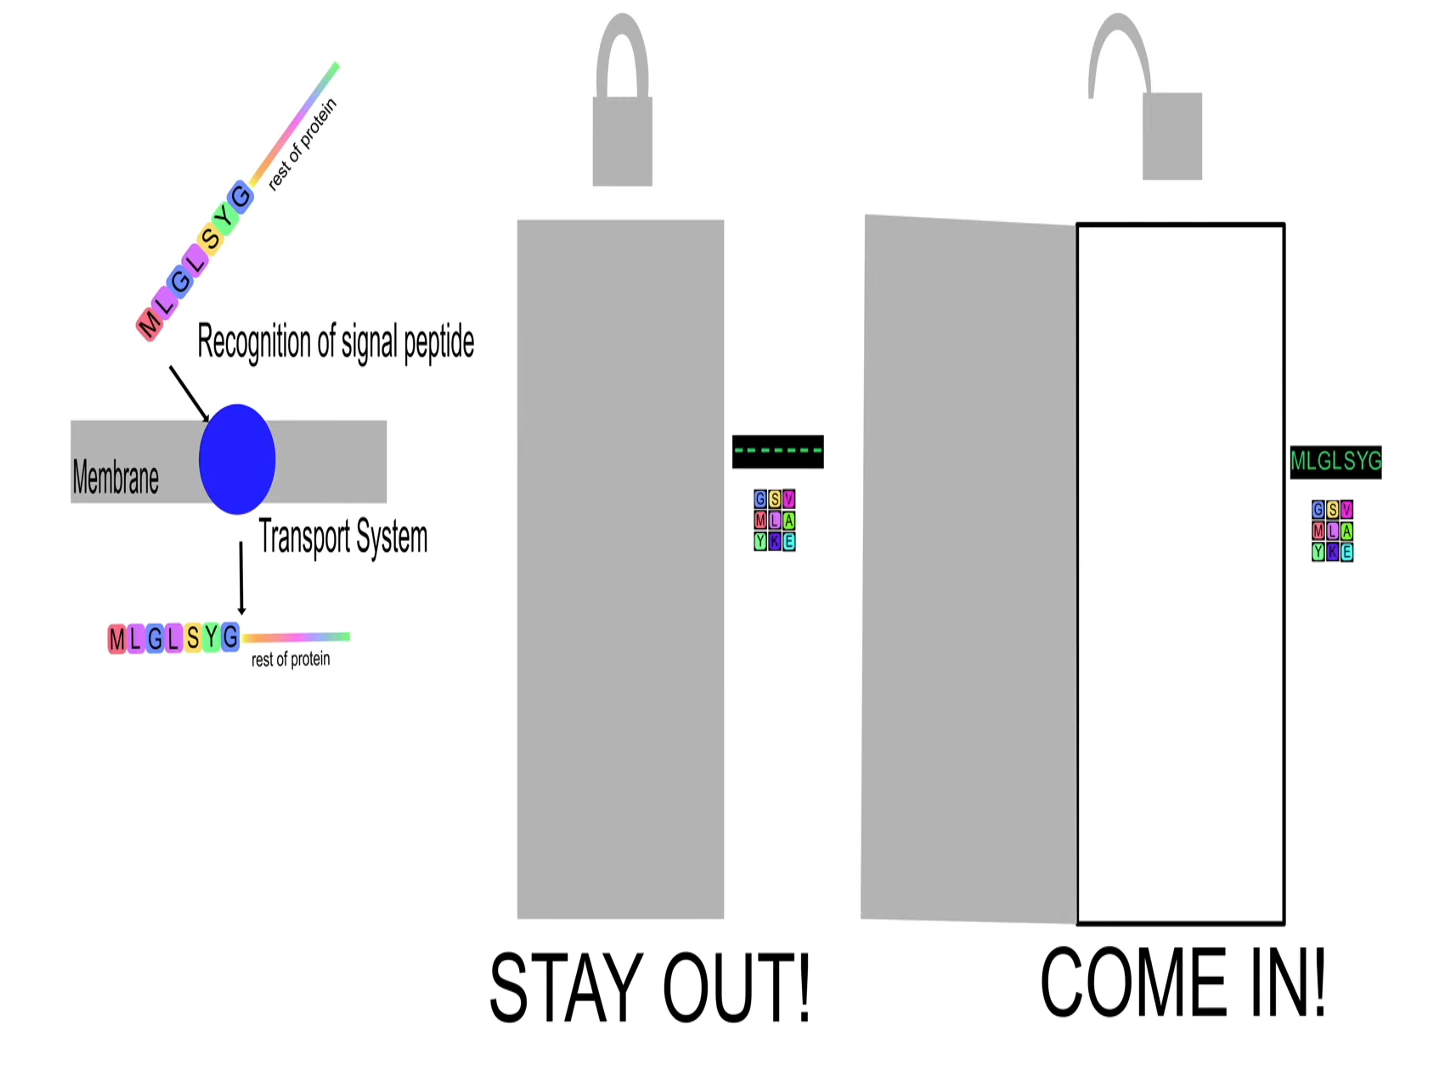 MLGLSYG
rest of protein
Recognition of signal peptide
Membrane
Transport System
MLGLSYG
rest of protein
-------
GSV
MLA
YKE
STAY OUT!
MLGLSYG
GSV
MLA
YKE
COME IN!